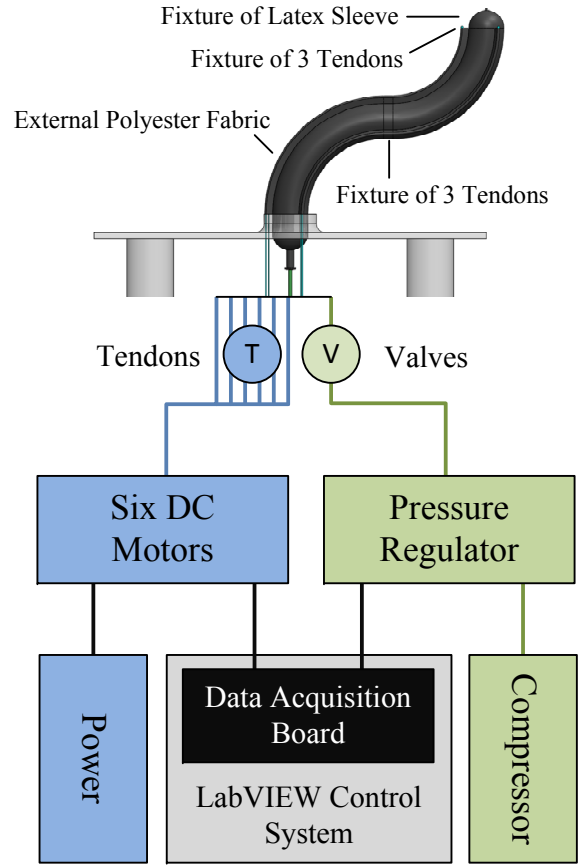 Fixture of Latex Sleeve
Fixture of 3 Tendons
External Polyester Fabric
Fixture of 3 Tendons
Tendons
T
V
Valves
Six DC
Motors
Pressure
Regulator
Power
Data Acquisition
Board
LabVIEW Control
System
Compressor